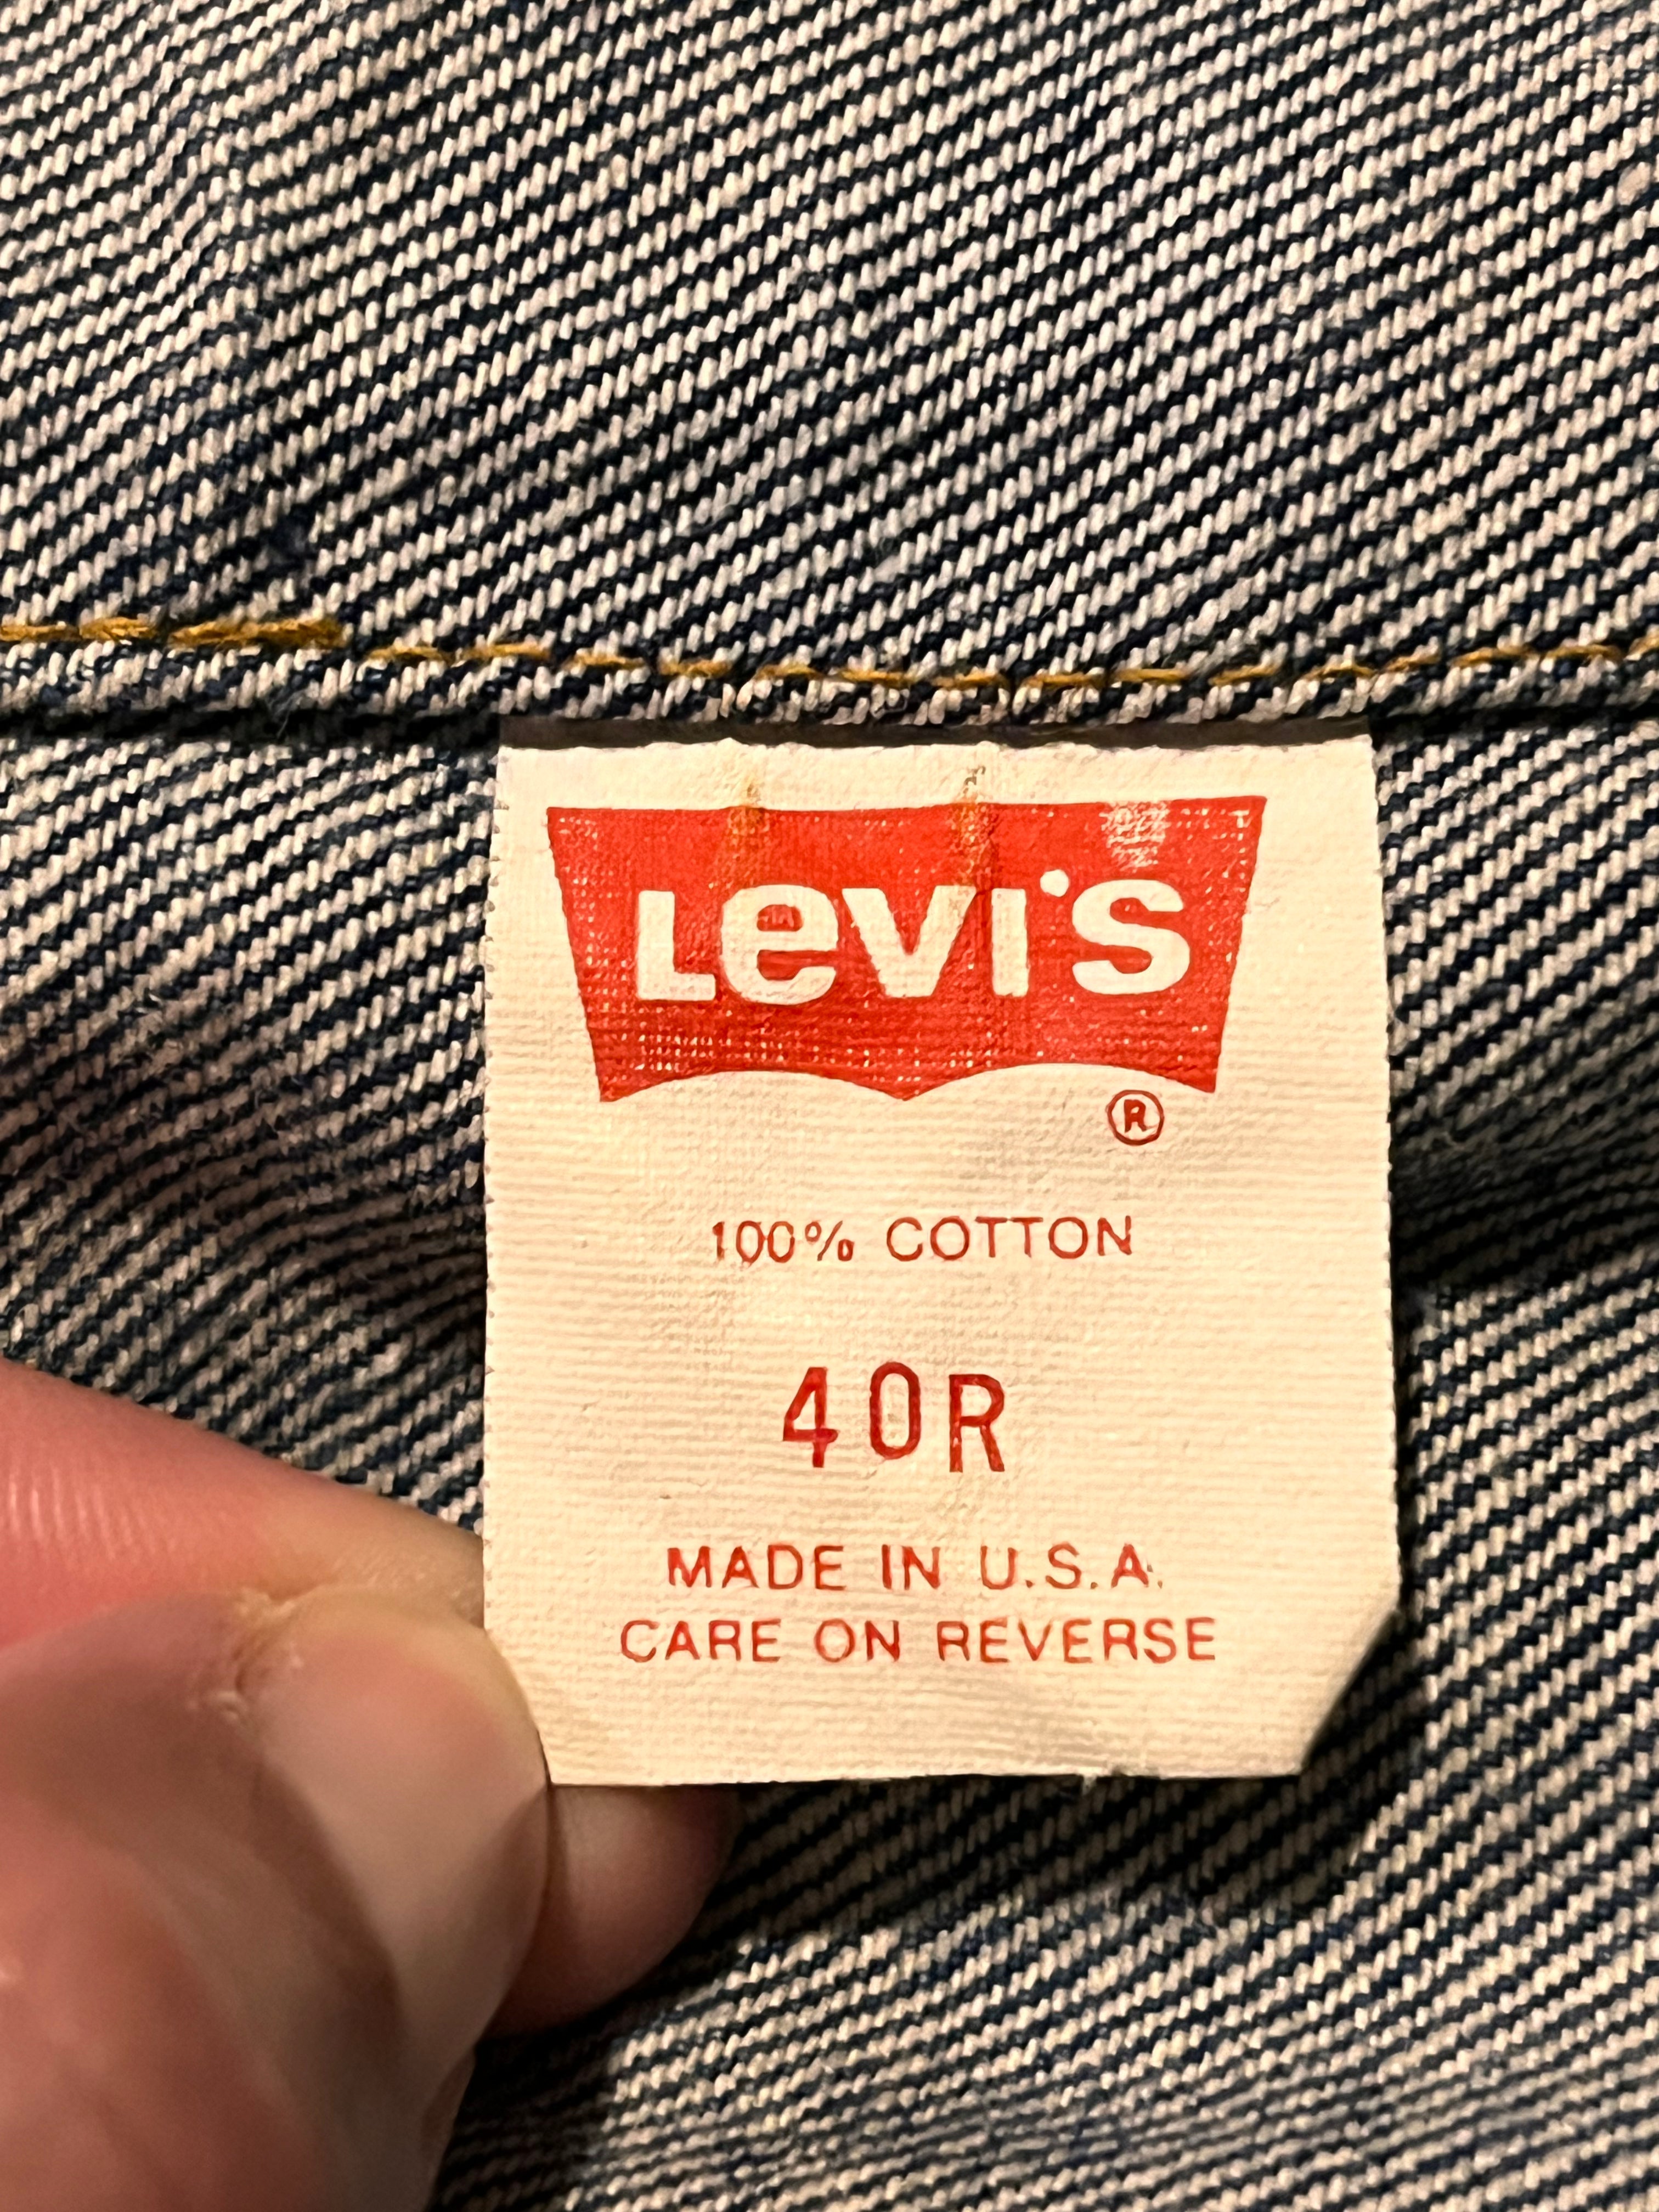 LEVI'S
®
100% COTTON
40R
MADE IN U.S.A.
CARE ON REVERSE